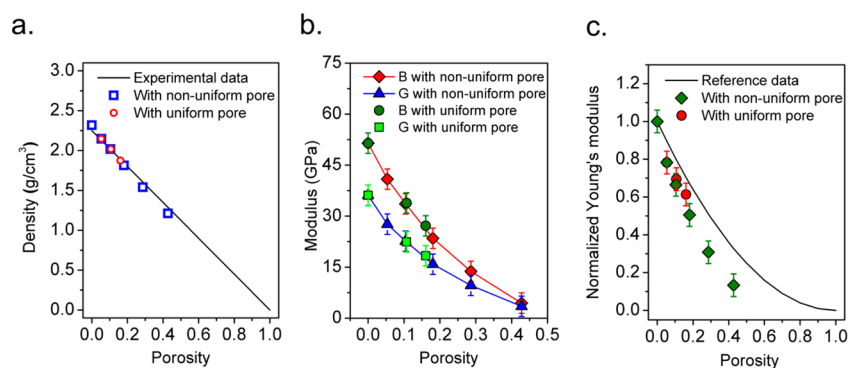 a.
3.0
2.5
2.0
1.5
1.0
0.5
0.0
Density (g/cm³)
Experimental data
With non-uniform pore
With uniform pore
0.0 0.2 0.4 0.6 0.8 1.0
Porosity
b.
75
60
45
30
15
0
Modulus (GPa)
B with non-uniform pore
G with non-uniform pore
B with uniform pore
G with uniform pore
0.0 0.1 0.2 0.3 0.4 0.5
Porosity
c.
1.2
1.0
0.8
0.6
0.4
0.2
0.0
Normalized Young's modulus
Reference data
With non-uniform pore
With uniform pore
0.0 0.2 0.4 0.6 0.8 1.0
Porosity